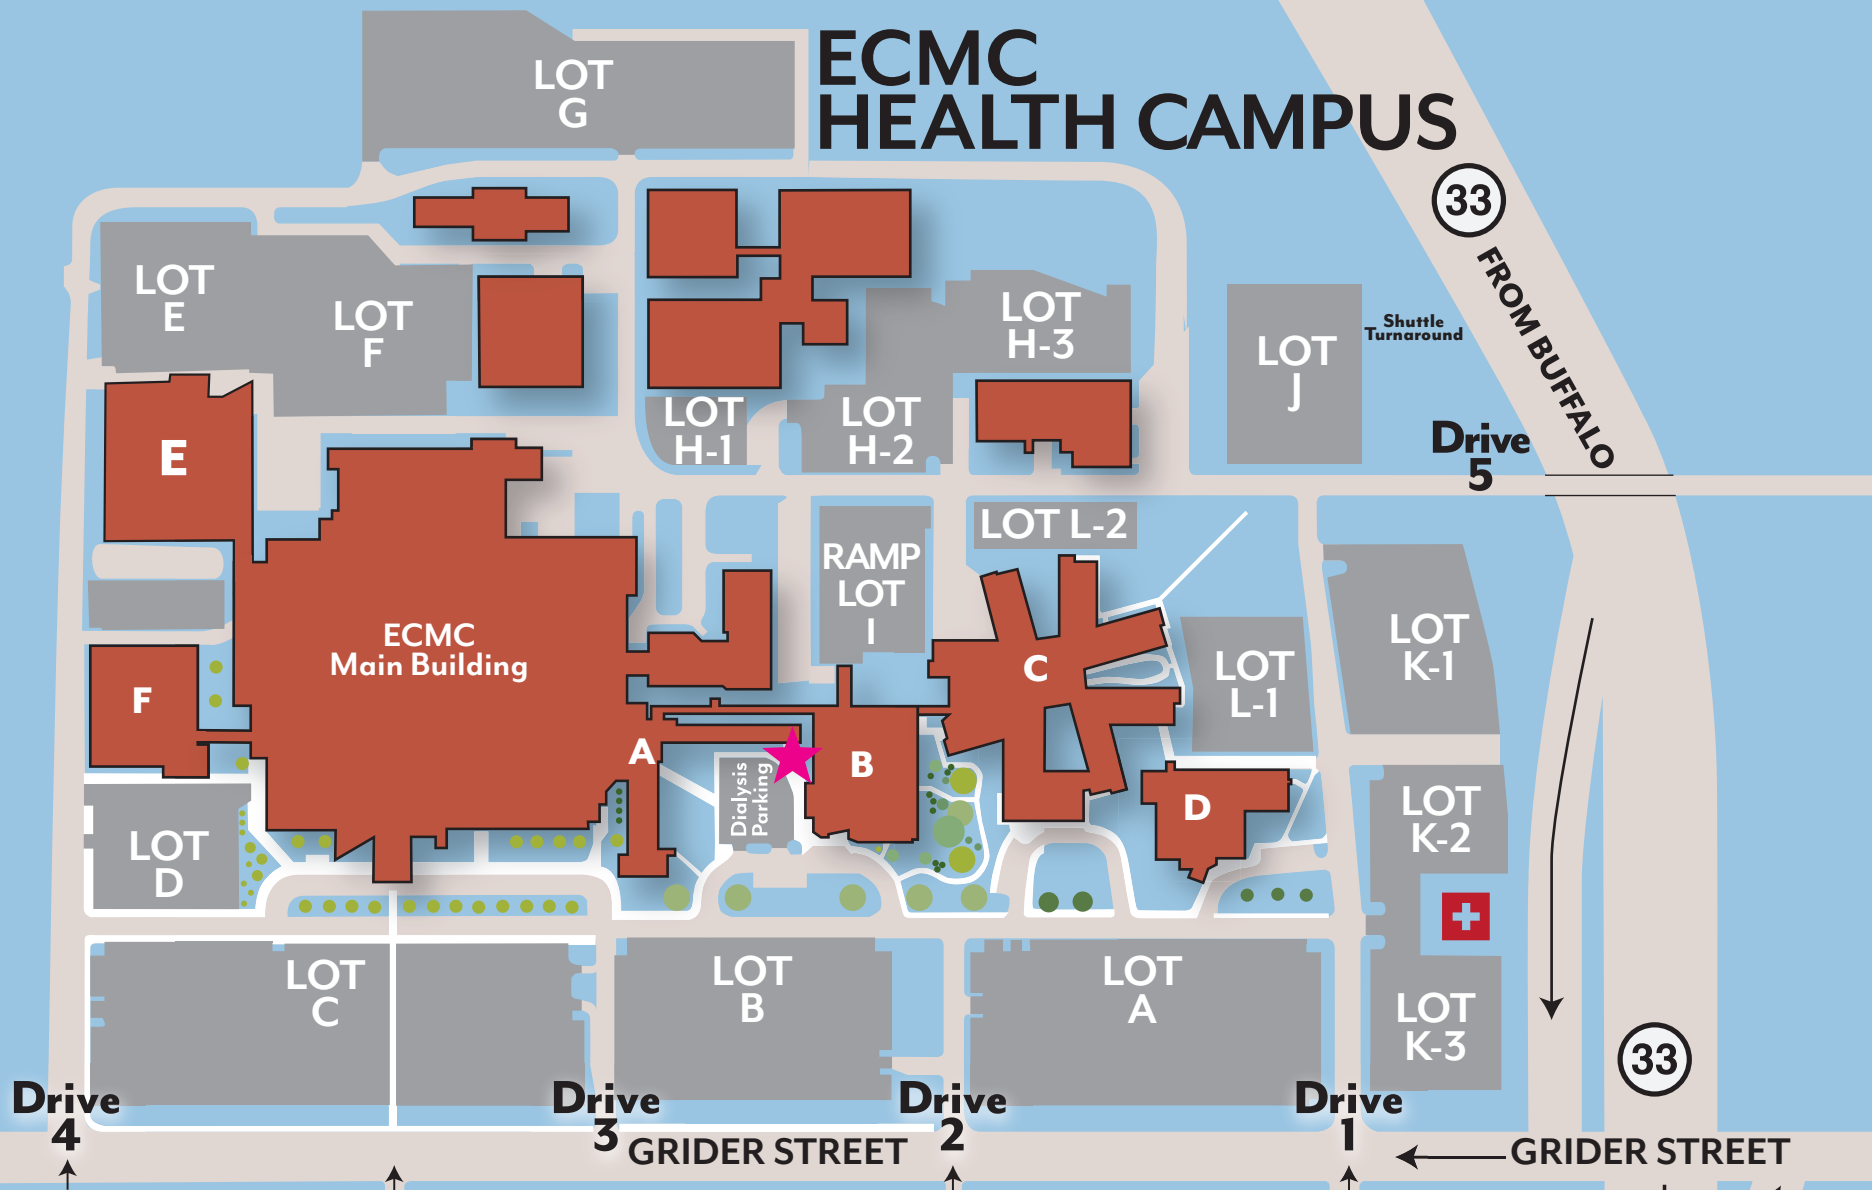 ECMC
HEALTH CAMPUS
LOT
G
33
FROM BUFFALO
LOT
E
LOT
F
LOT
H-3
Shuttle
Turnaround
LOT
J
LOT
H-1
LOT
H-2
Drive
5
E
LOT L-2
RAMP
LOT
I
ECMC
Main Building
LOT
K-1
C
LOT
L-1
F
A
B
Dialysis
Parking
D
LOT
K-2
LOT
D
LOT
C
LOT
B
LOT
A
LOT
K-3
33
Drive
4
Drive
3
Drive
2
Drive
1
GRIDER STREET
GRIDER STREET